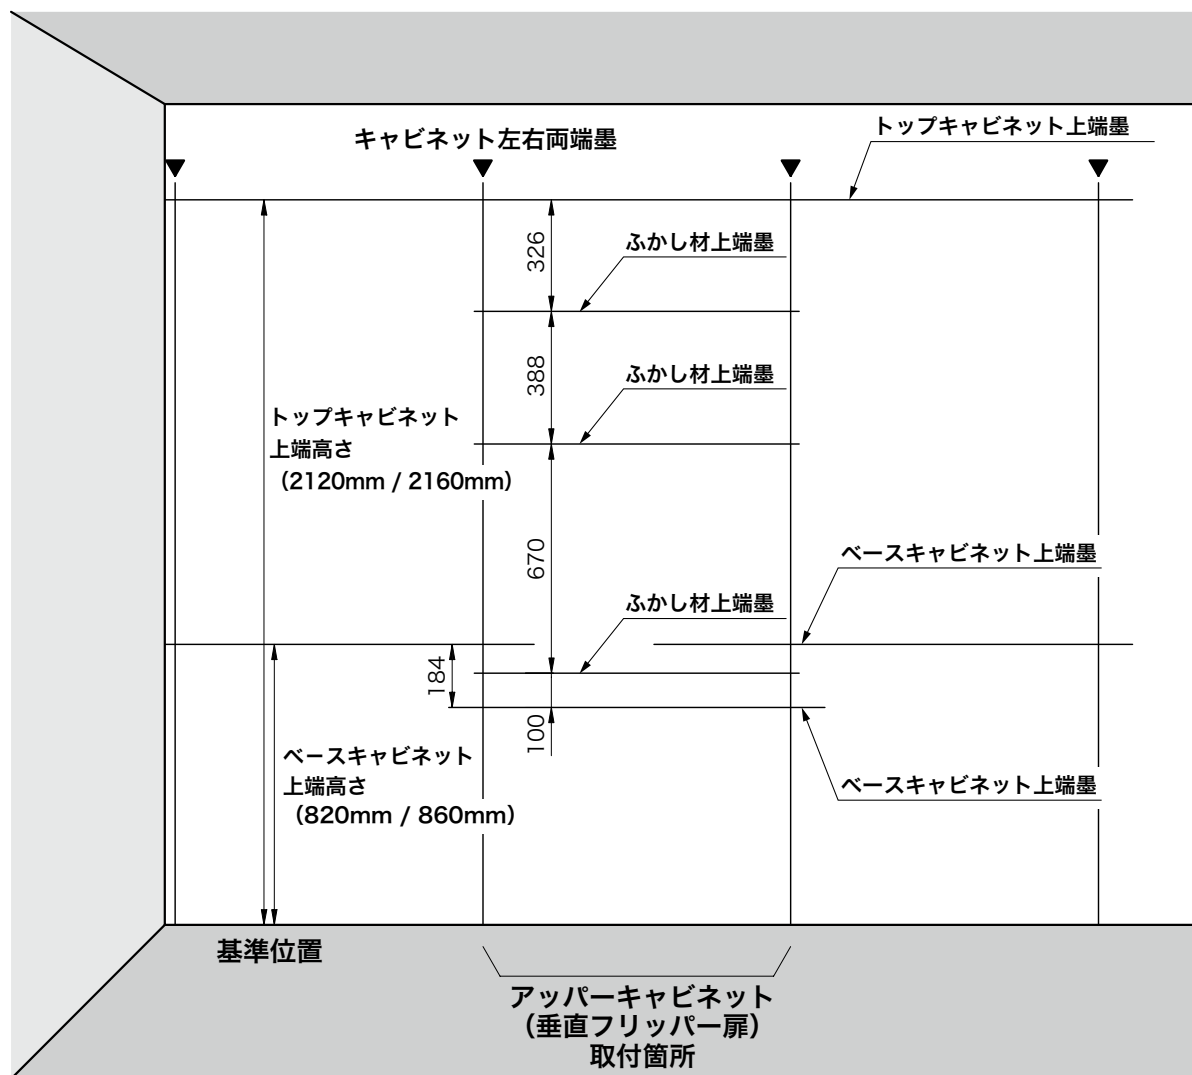 トップキャビネット上端墨
キャビネット左右両端墨
326
ふかし材上端墨
388
ふかし材上端墨
トップキャビネット
上端高さ
（2120mm / 2160mm）
670
ベースキャビネット上端墨
ふかし材上端墨
184
100
ベースキャビネット
上端高さ
（820mm / 860mm）
ベースキャビネット上端墨
基準位置
アッパーキャビネット
（垂直フリッパー扉）
取付箇所